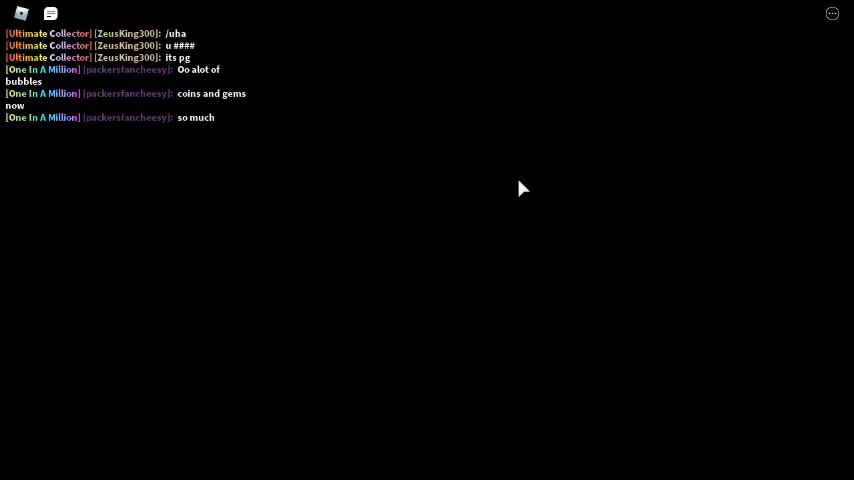 [Ultimate Collector] [ZeusKing300]: /uha
[Ultimate Collector] [ZeusKing300]: u ####
[Ultimate Collector] [ZeusKing300]: its pg
[One In A Million] [packersfancheesy]: Oo alot of
bubbles
[One In A Million] [packersfancheesy]: coins and gems
now
[One In A Million] [packersfancheesy]: so much